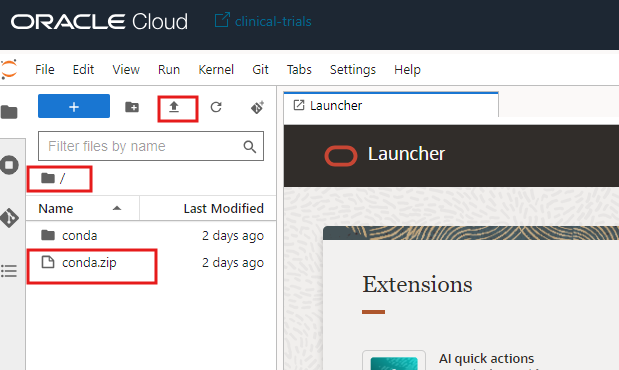 ORACLE Cloud clinical-trials
File Edit View Run Kernel Git Tabs Settings Help
+
Launcher
Filter files by name
/
Launcher
Name Last Modified
conda 2 days ago
conda.zip 2 days ago
Extensions
AI quick actions